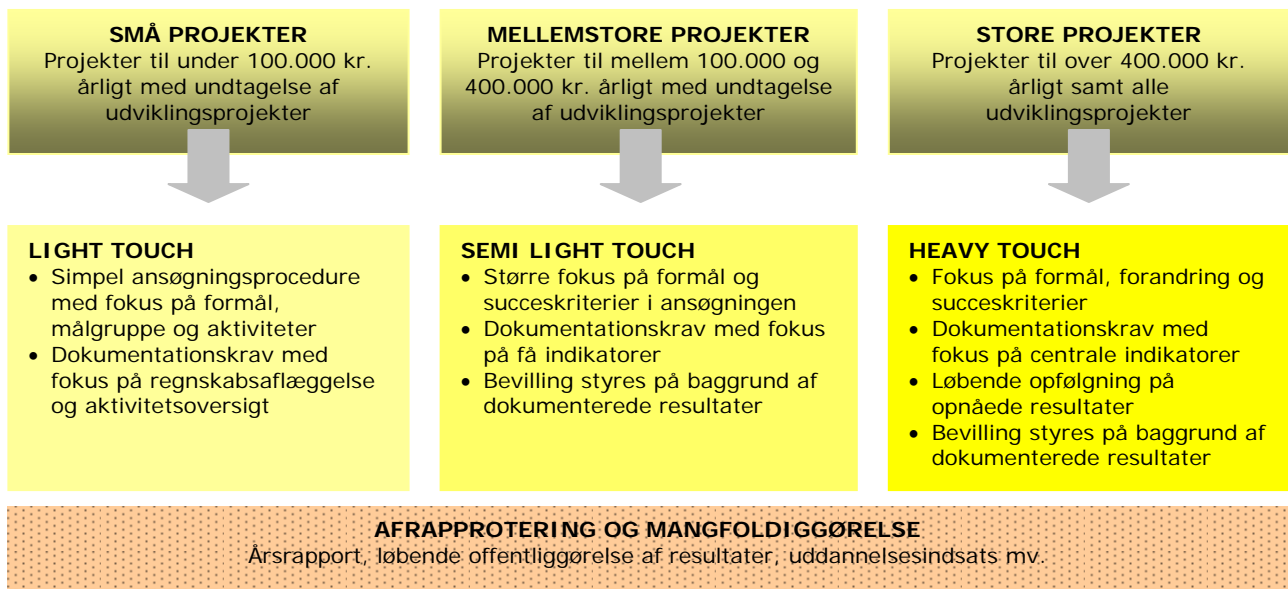 SMÅ PROJEKTER
Projekter til under 100.000 kr.
årligt med undtagelse af
udviklingsprojekter
MELLEMSTORE PROJEKTER
Projekter til mellem 100.000 og
400.000 kr. årligt med undtagelse
af udviklingsprojekter
STORE PROJEKTER
Projekter til over 400.000 kr.
årligt samt alle
udviklingsprojekter
LIGHT TOUCH
• Simpel ansøgningsprocedure
med fokus på formål,
målgruppe og aktiviteter
• Dokumentationskrav med
fokus på regnskabsaflæggelse
og aktivitetsoversigt
SEMI LIGHT TOUCH
• Større fokus på formål og
succeskriterier i ansøgningen
• Dokumentationskrav med fokus
på få indikatorer
• Bevilling styres på baggrund af
dokumenterede resultater
HEAVY TOUCH
• Fokus på formål, forandring og
succeskriterier
• Dokumentationskrav med
fokus på centrale indikatorer
• Løbende opfølgning på
opnåede resultater
• Bevilling styres på baggrund af
dokumenterede resultater
AFRAPPROTERING OG MANGFOLDIGGØRELSE
Årsrapport, løbende offentliggørelse af resultater, uddannelsesindsats mv.